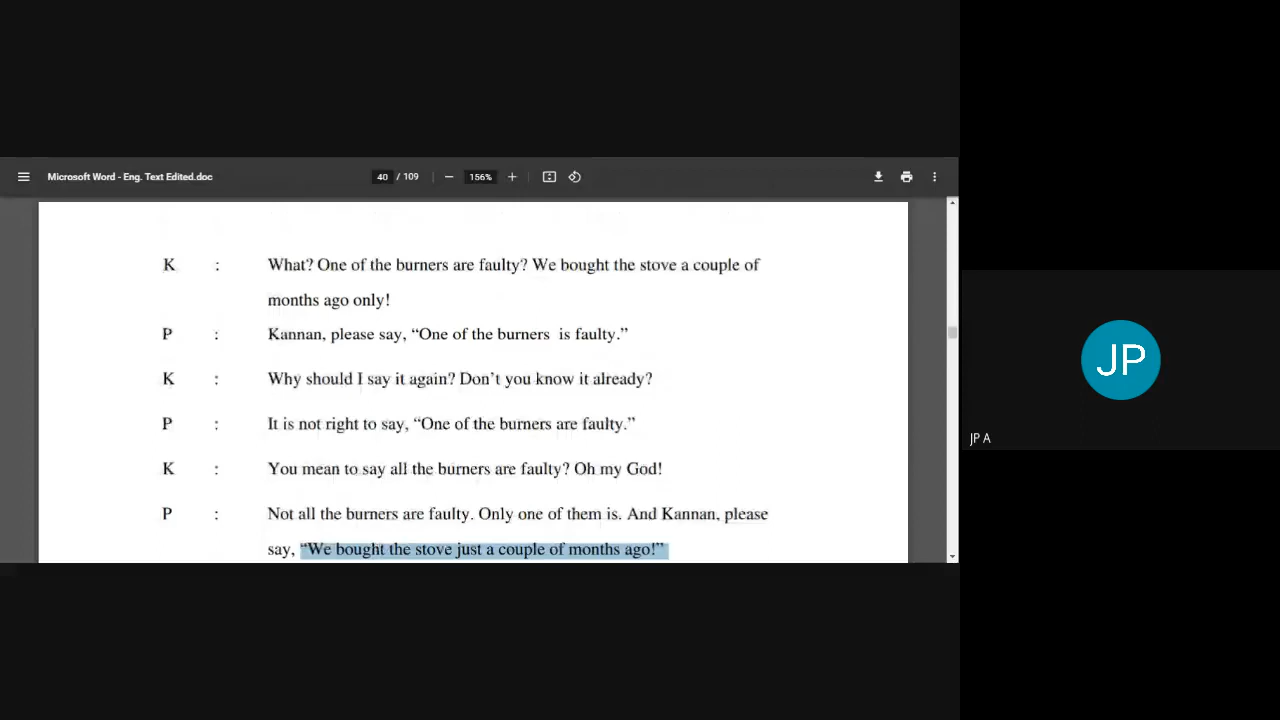 Microsoft Word - Eng. Text Edited.doc
40 / 109
156%
K : What? One of the burners are faulty? We bought the stove a couple of
months ago only!
P : Kannan, please say, “One of the burners is faulty.”
K : Why should I say it again? Don’t you know it already?
P : It is not right to say, “One of the burners are faulty.”
K : You mean to say all the burners are faulty? Oh my God!
P : Not all the burners are faulty. Only one of them is. And Kannan, please
say, “We bought the stove just a couple of months ago!”
JP
JP A